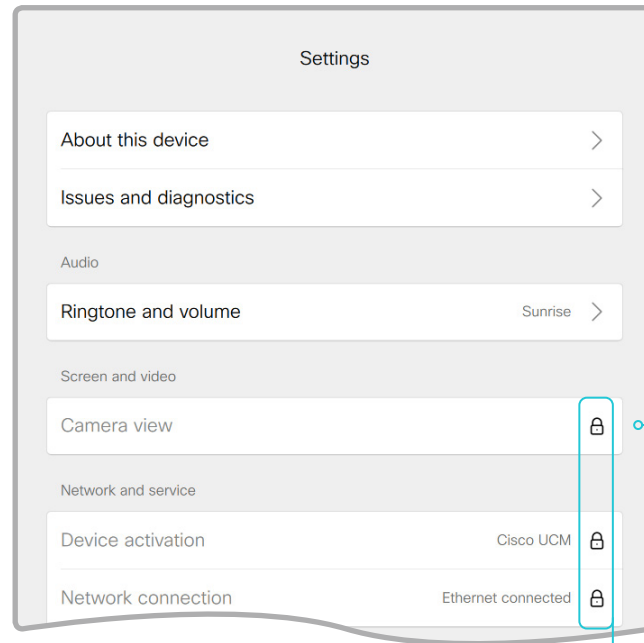 Settings
About this device
Issues and diagnostics
Audio
Ringtone and volume Sunrise
Screen and video
Camera view
Network and service
Device activation Cisco UCM
Network connection Ethernet connected